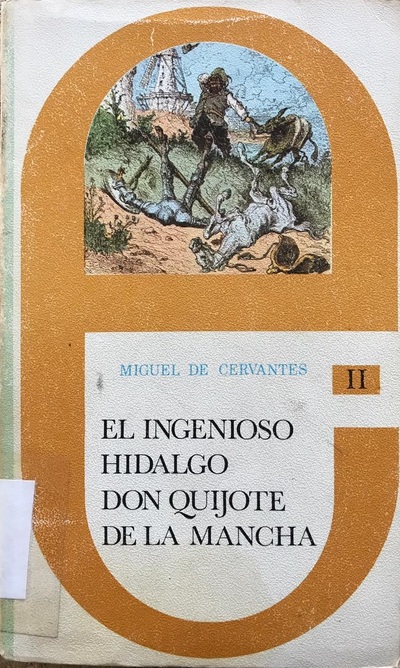 MIGUEL DE CERVANTES
II
EL INGENIOSO
HIDALGO
DON QUIJOTE
DE LA MANCHA